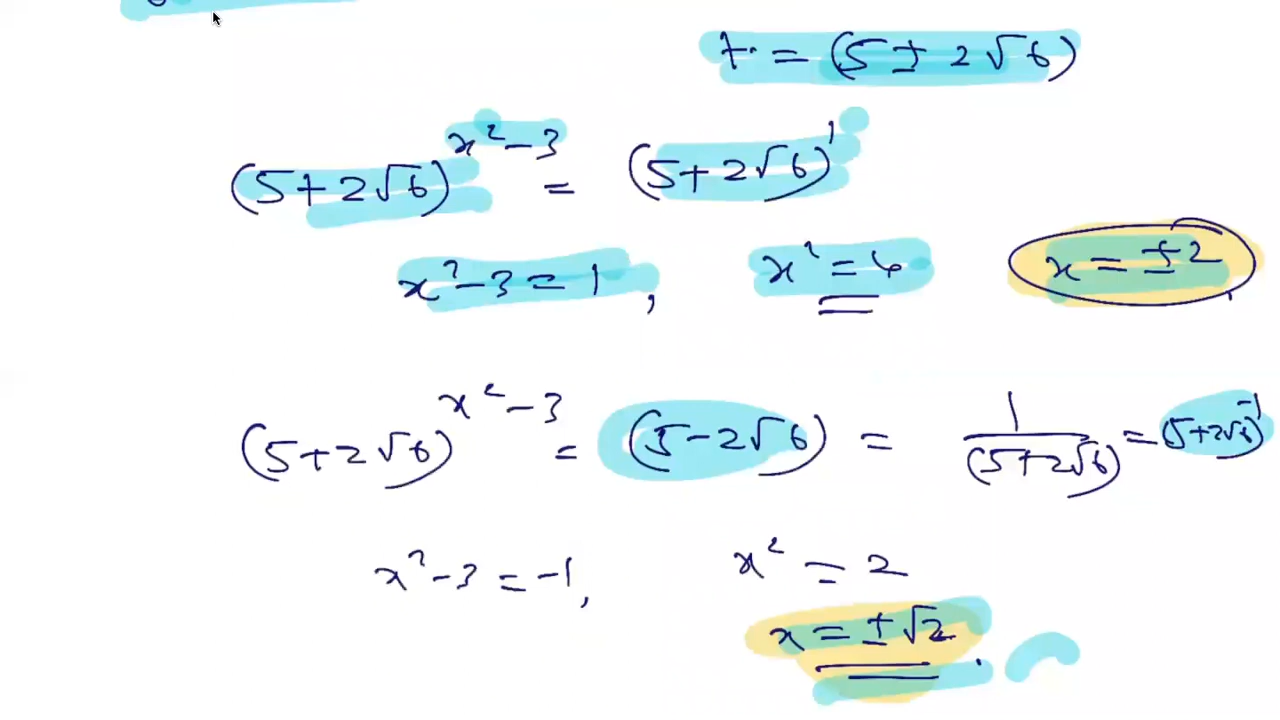 t = (5 ± 2√6)
(5+2√6)^{x²-3} = (5+2√6)^1
x²-3 = 1, x² = 4 x = ±2
(5+2√6)^{x²-3} = (5-2√6) = 1/(5+2√6) = (5+2√6)^{-1}
x²-3 = -1, x² = 2
x = ±√2.